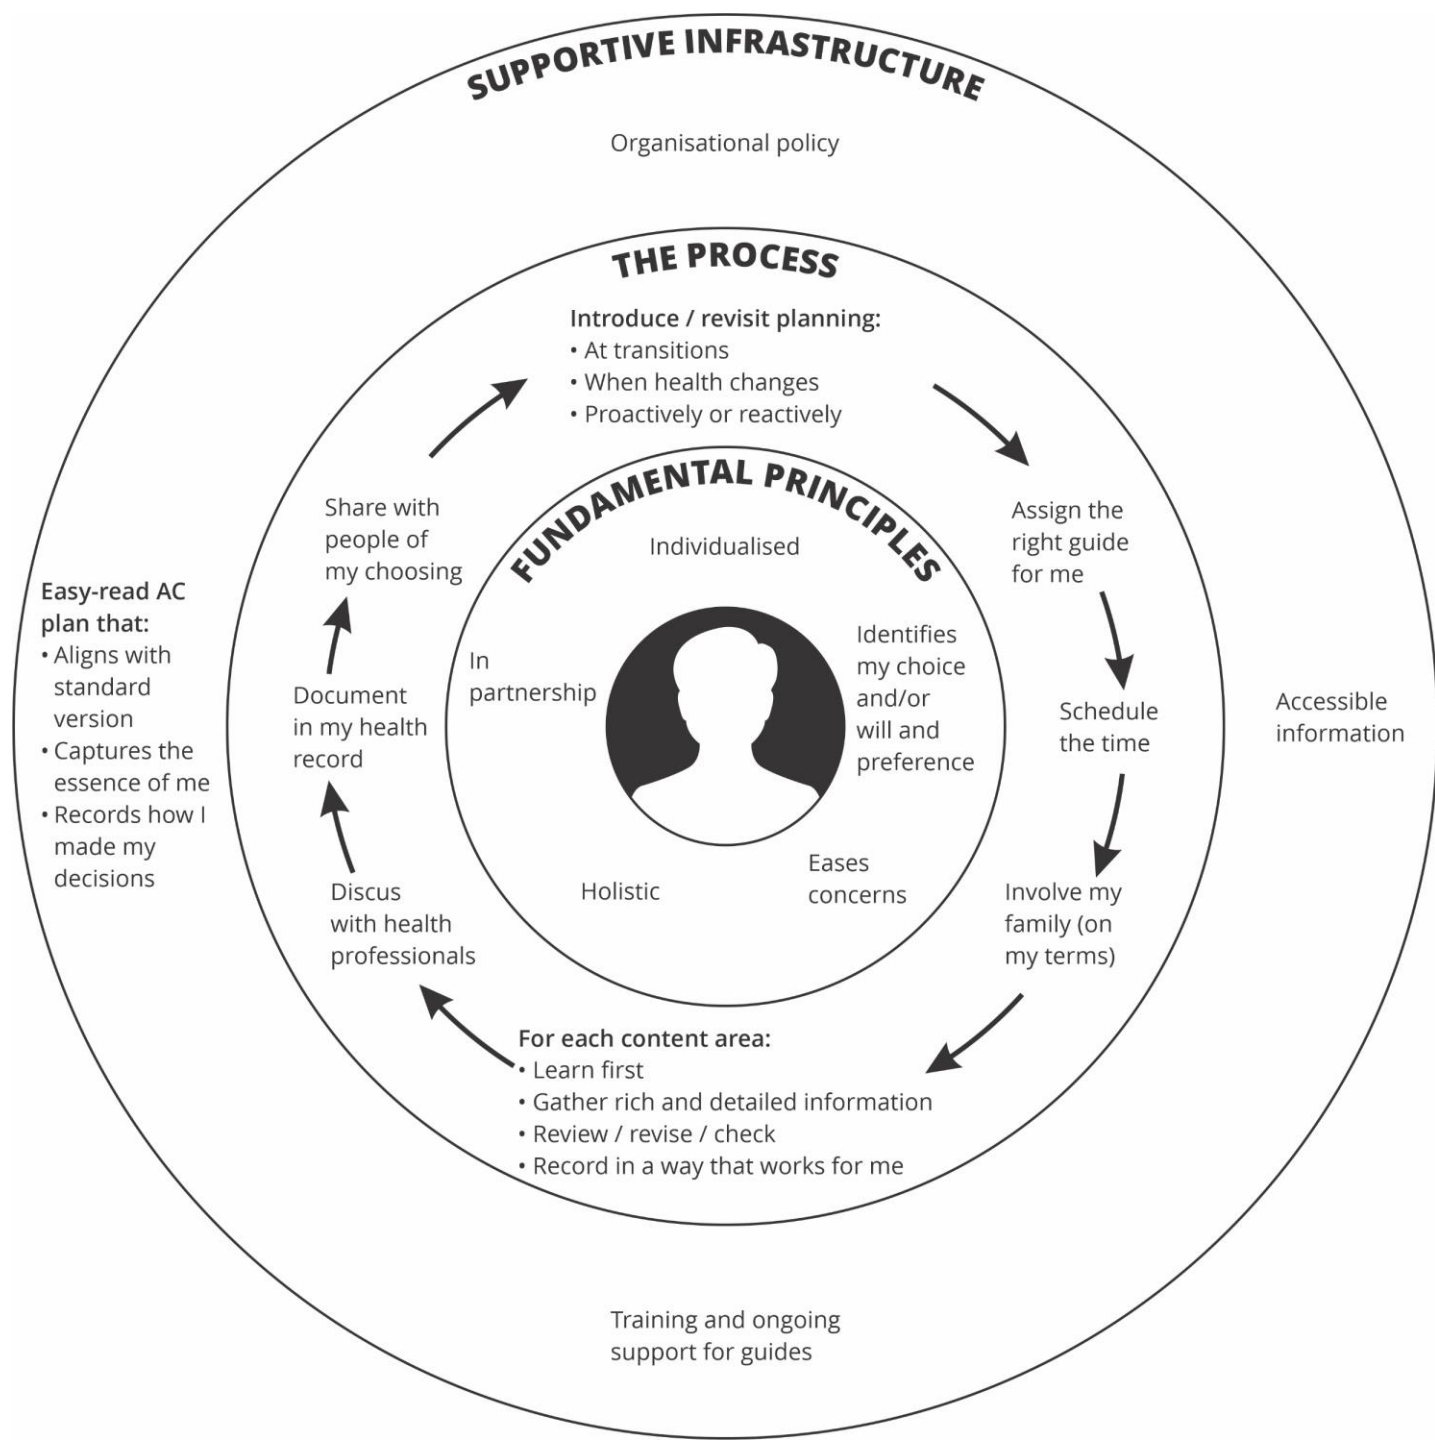 SUPPORTIVE INFRASTRUCTURE
Organisational policy
THE PROCESS
Introduce / revisit planning:
• At transitions
• When health changes
• Proactively or reactively
Assign the
right guide
for me
Schedule
the time
Involve my
family (on
my terms)
For each content area:
• Learn first
• Gather rich and detailed information
• Review / revise / check
• Record in a way that works for me
Discus
with health
professionals
Document
in my health
record
Share with
people of
my choosing
FUNDAMENTAL PRINCIPLES
Individualised
Identifies
my choice
and/or
will and
preference
Eases
concerns
Holistic
In
partnership
Accessible
information
Training and ongoing
support for guides
Easy-read AC
plan that:
• Aligns with
standard
version
• Captures the
essence of me
• Records how I
made my
decisions